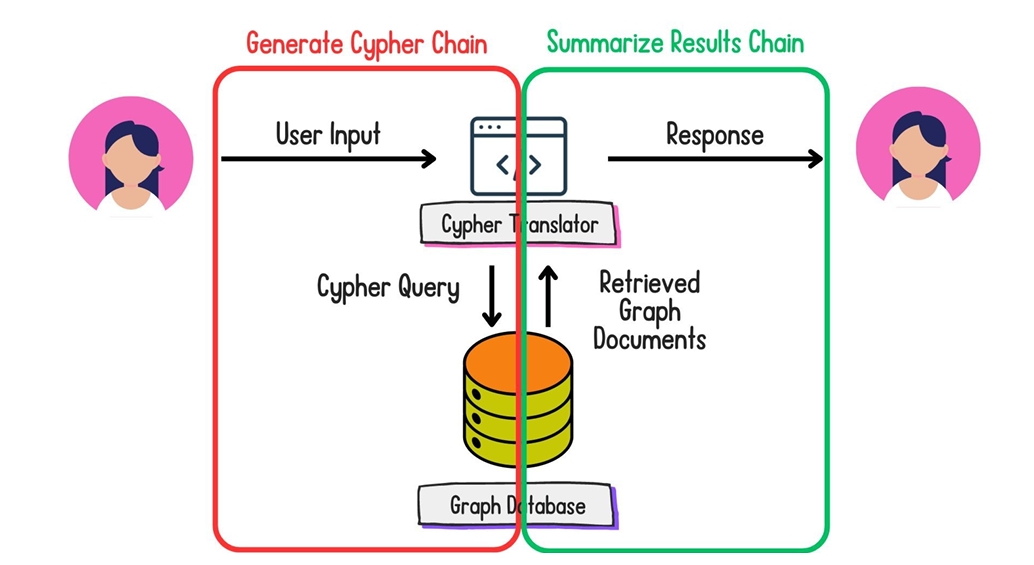 Generate Cypher Chain
Summarize Results Chain
User Input
Response
</>
Cypher Translator
Cypher Query
Retrieved
Graph
Documents
Graph Database